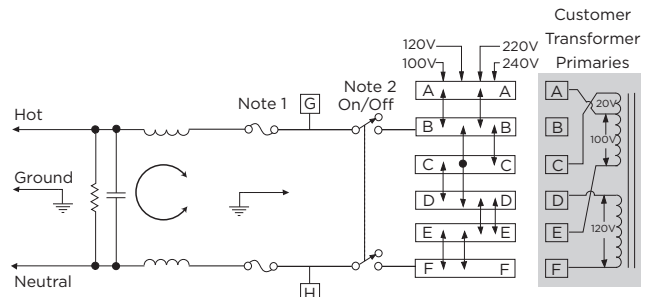 Customer
Transformer
Primaries
120V 220V
100V 240V
Note 2
On/Off
Note 1
G
Hot
Ground
Neutral
H
A A
B B
C C
D D
E E
F F
A
B
C
D
E
F
20V
100V
120V